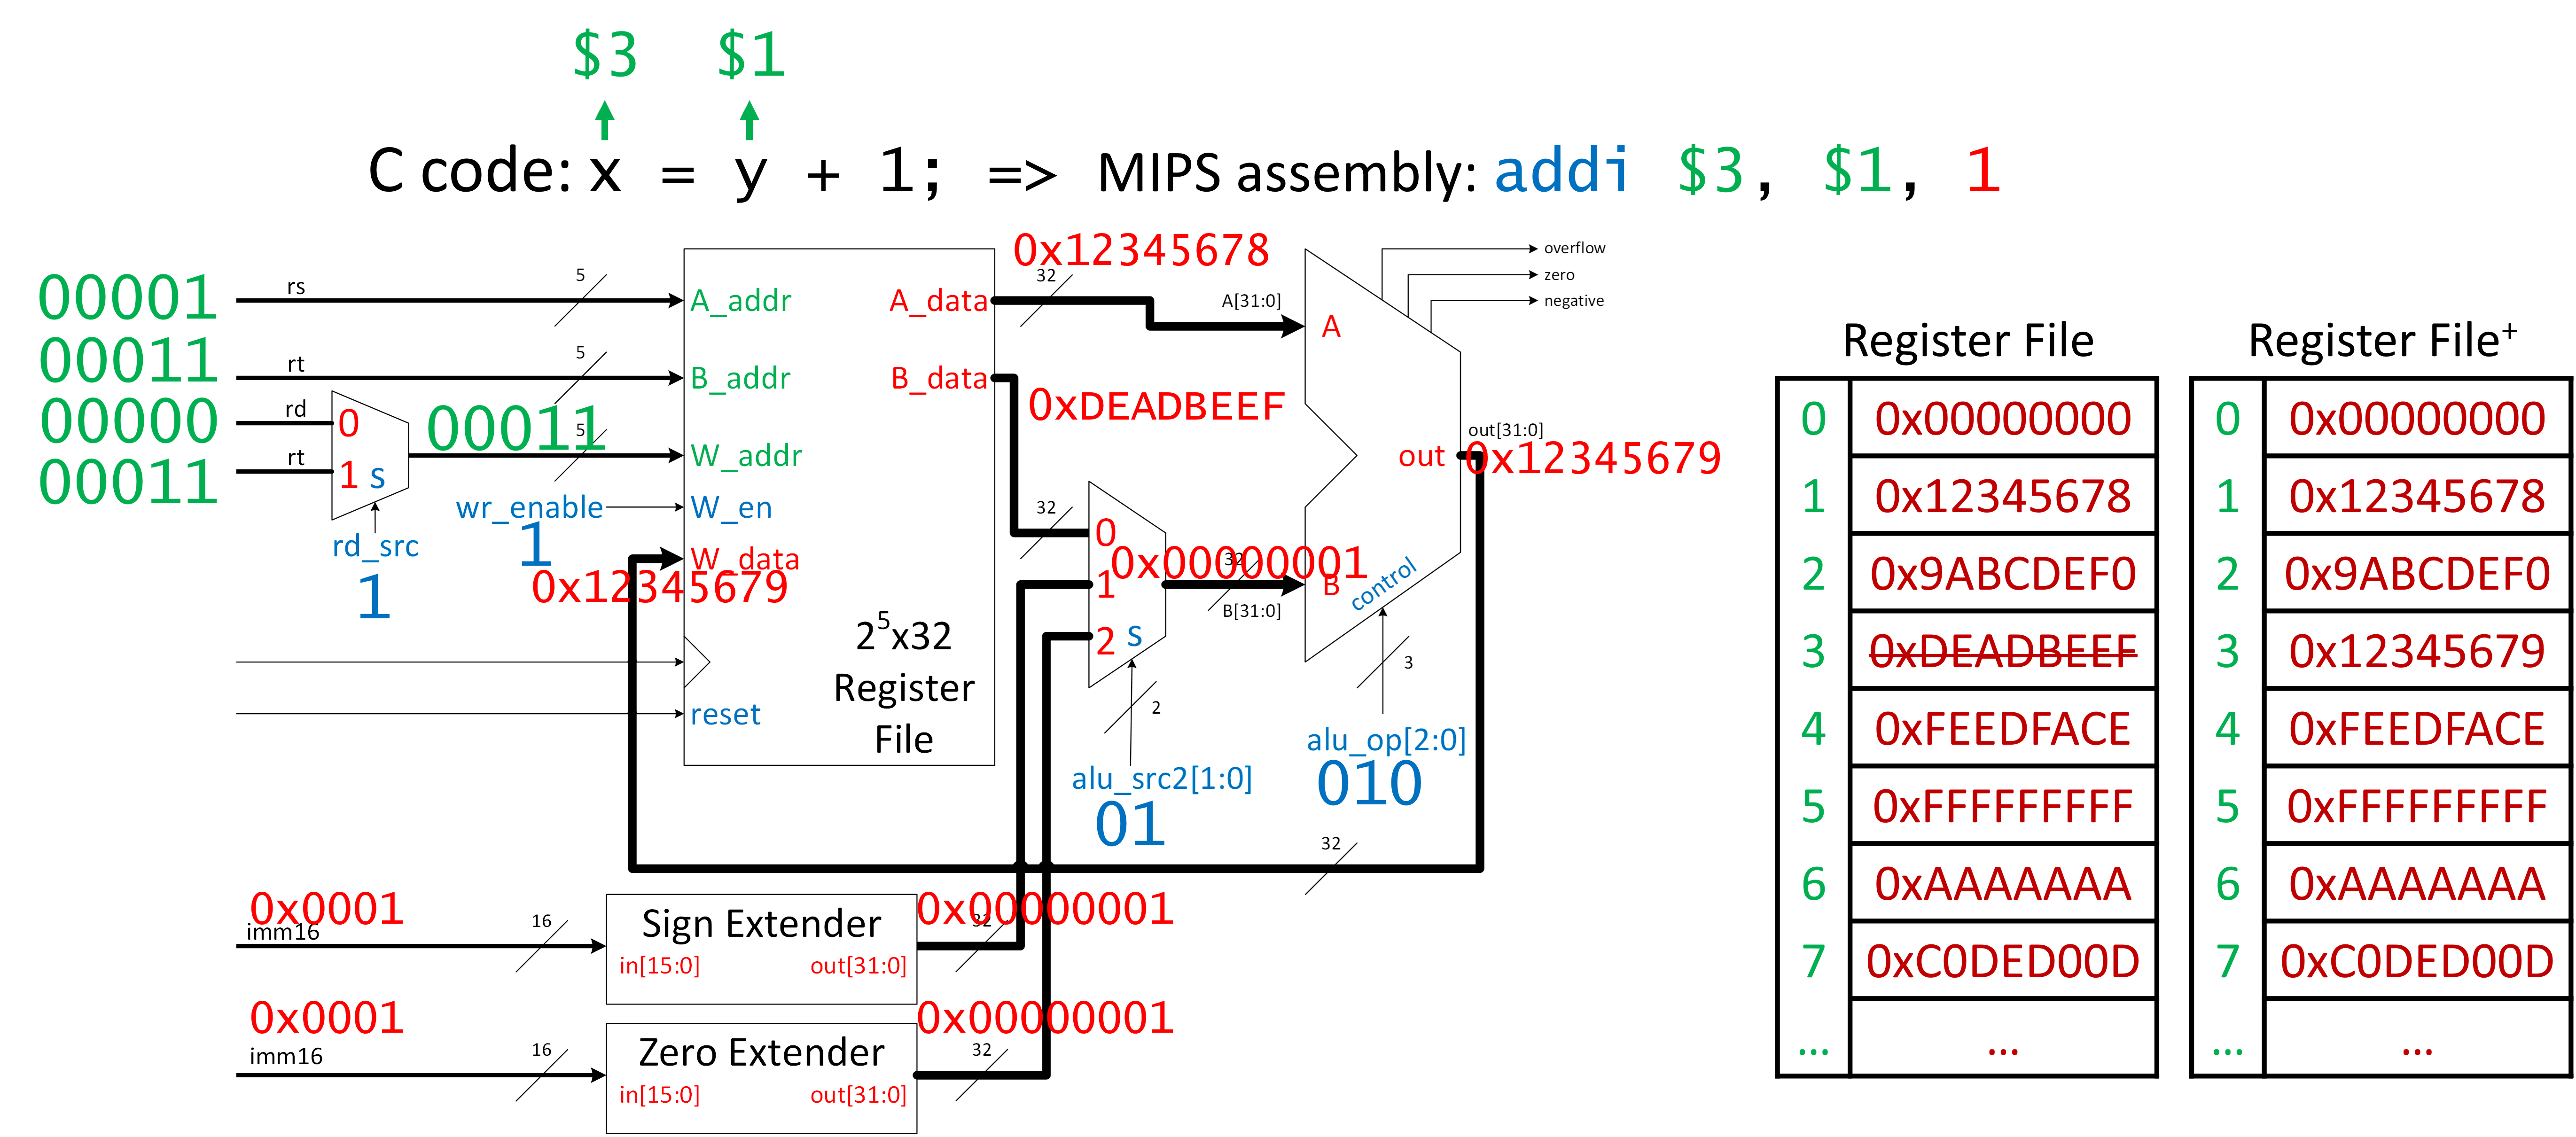 $3 $1
C code: x = y + 1; => MIPS assembly: addi $3, $1, 1
00001 rs 5 A_addr
00011 rt 5 B_addr
00000 rd 0
00011 rt 1 s
rd_src
1
00011 5 W_addr
wr_enable W_en
1
W_data
0x12345679
reset
2^5x32
Register
File
A_data 0x12345678
32
A[31:0]
A
B_data 0xDEADBEEF
32
0
1
2 s
0x00000001
32
B[31:0]
B
2
alu_src2[1:0]
01
control
3
alu_op[2:0]
010
overflow
zero
negative
out
out[31:0]
0x12345679
32
0x0001
imm16
16
Sign Extender
in[15:0] out[31:0]
0x00000001
32
0x0001
imm16
16
Zero Extender
in[15:0] out[31:0]
0x00000001
32
Register File
0 0x00000000
1 0x12345678
2 0x9ABCDEF0
3 0xDEADBEEF
4 0xFEEDFACE
5 0xFFFFFFFFF
6 0xAAAAAAA
7 0xC0DED00D
... ...
Register File+
0 0x00000000
1 0x12345678
2 0x9ABCDEF0
3 0x12345679
4 0xFEEDFACE
5 0xFFFFFFFFF
6 0xAAAAAAA
7 0xC0DED00D
... ...